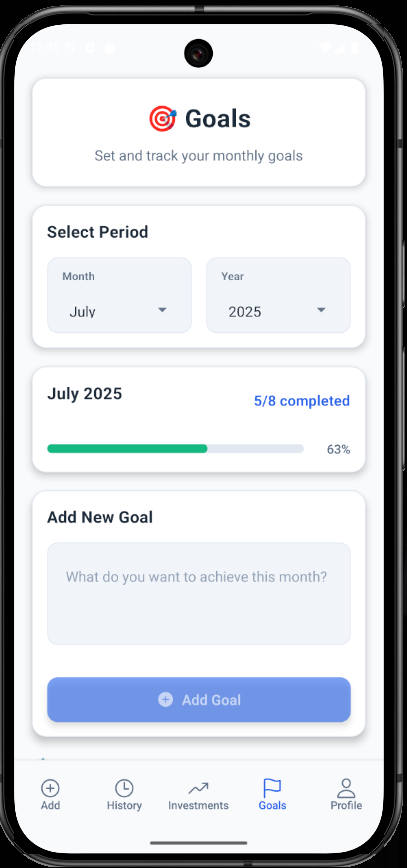 🎯 Goals
Set and track your monthly goals
Select Period
Month
Year
July
2025
July 2025
5/8 completed
63%
Add New Goal
What do you want to achieve this month?
Add Goal
Add
History
Investments
Goals
Profile